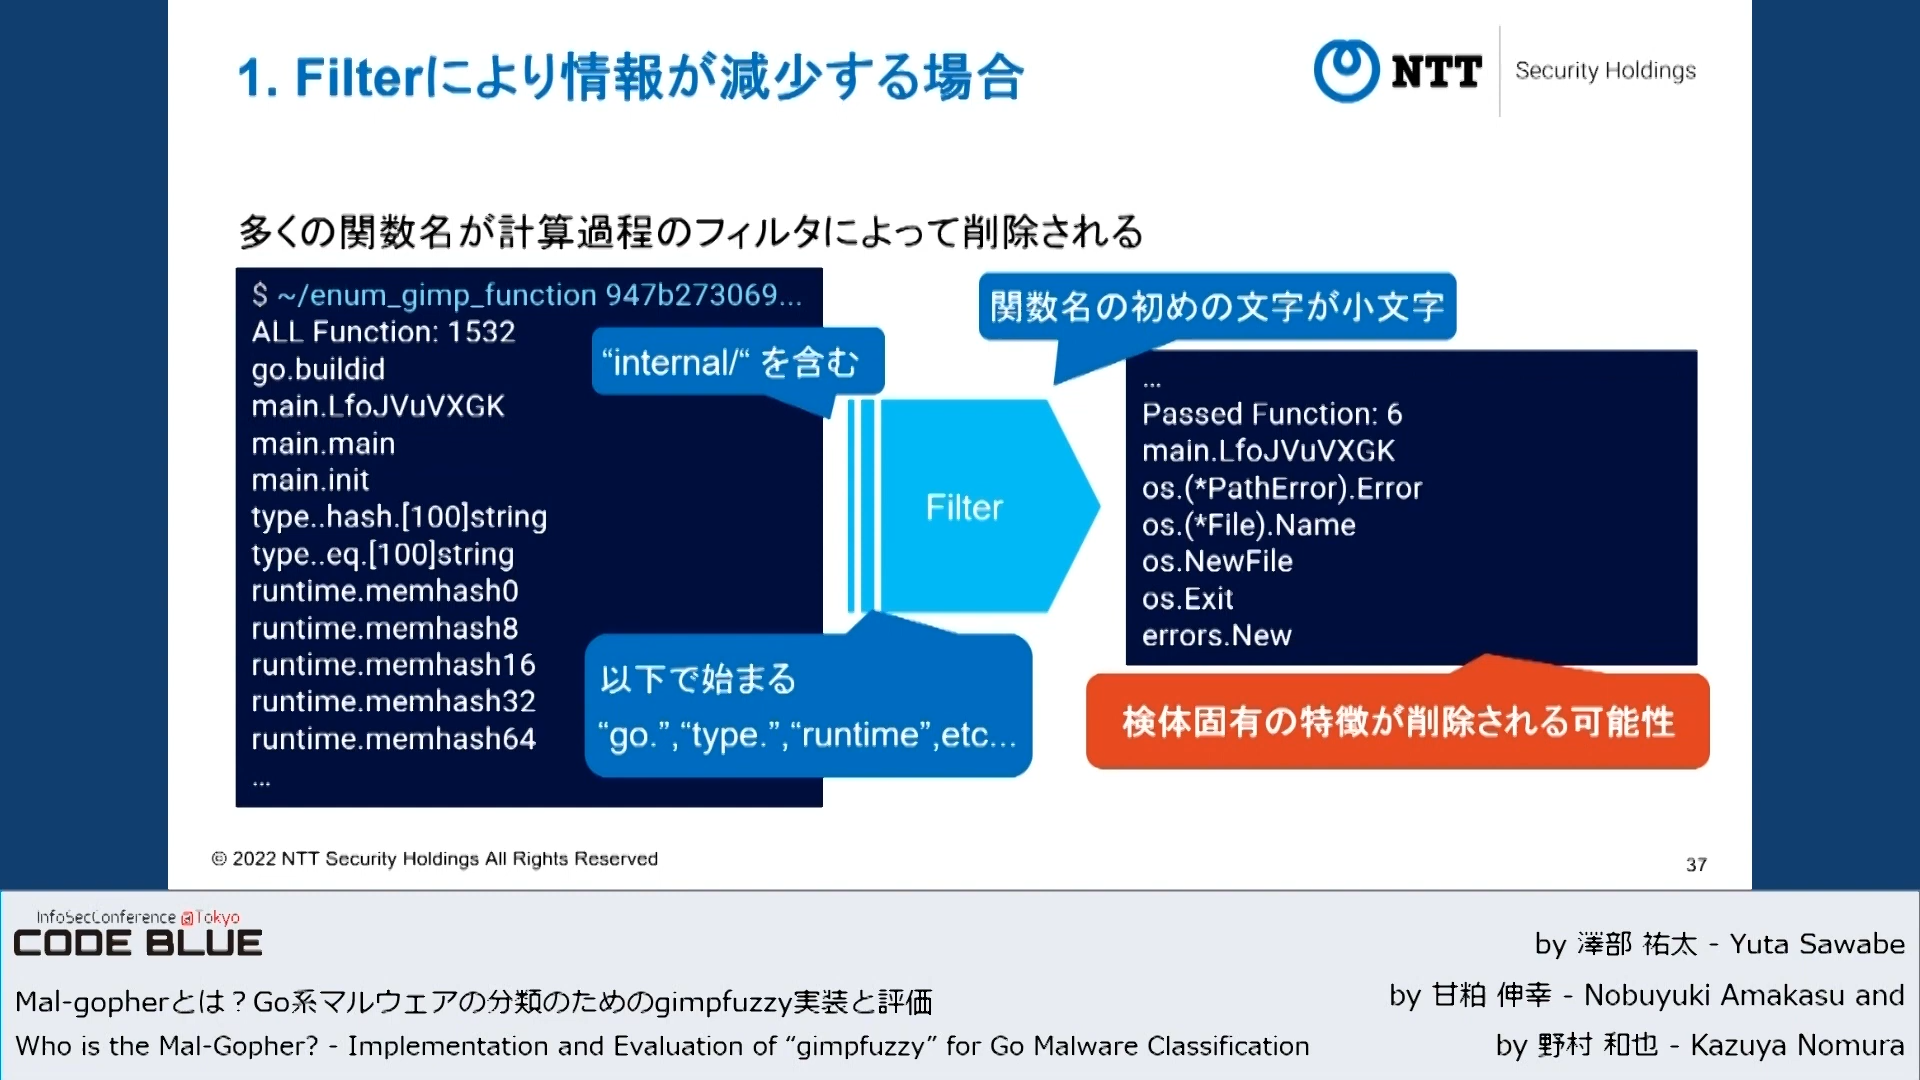 1. Filterにより情報が減少する場合
NTT
Security Holdings
多くの関数名が計算過程のフィルタによって削除される
$ ~/enum_gimp_function 947b273069...
ALL Function: 1532
go.buildid
main.LfoJVuVXGK
main.main
main.init
type..hash.[100]string
type..eq.[100]string
runtime.memhash0
runtime.memhash8
runtime.memhash16
runtime.memhash32
runtime.memhash64
...
“internal/“ を含む
Filter
以下で始まる
“go.”,“type.”,“runtime”,etc...
関数名の初めの文字が小文字
...
Passed Function: 6
main.LfoJVuVXGK
os.(*PathError).Error
os.(*File).Name
os.NewFile
os.Exit
errors.New
検体固有の特徴が削除される可能性
© 2022 NTT Security Holdings All Rights Reserved
37
InfoSecConference @Tokyo
CODE BLUE
Mal-gopherとは？Go系マルウェアの分類のためのgimpfuzzy実装と評価
Who is the Mal-Gopher? - Implementation and Evaluation of “gimpfuzzy” for Go Malware Classification
by 澤部 祐太 - Yuta Sawabe
by 甘粕 伸幸 - Nobuyuki Amakasu and
by 野村 和也 - Kazuya Nomura